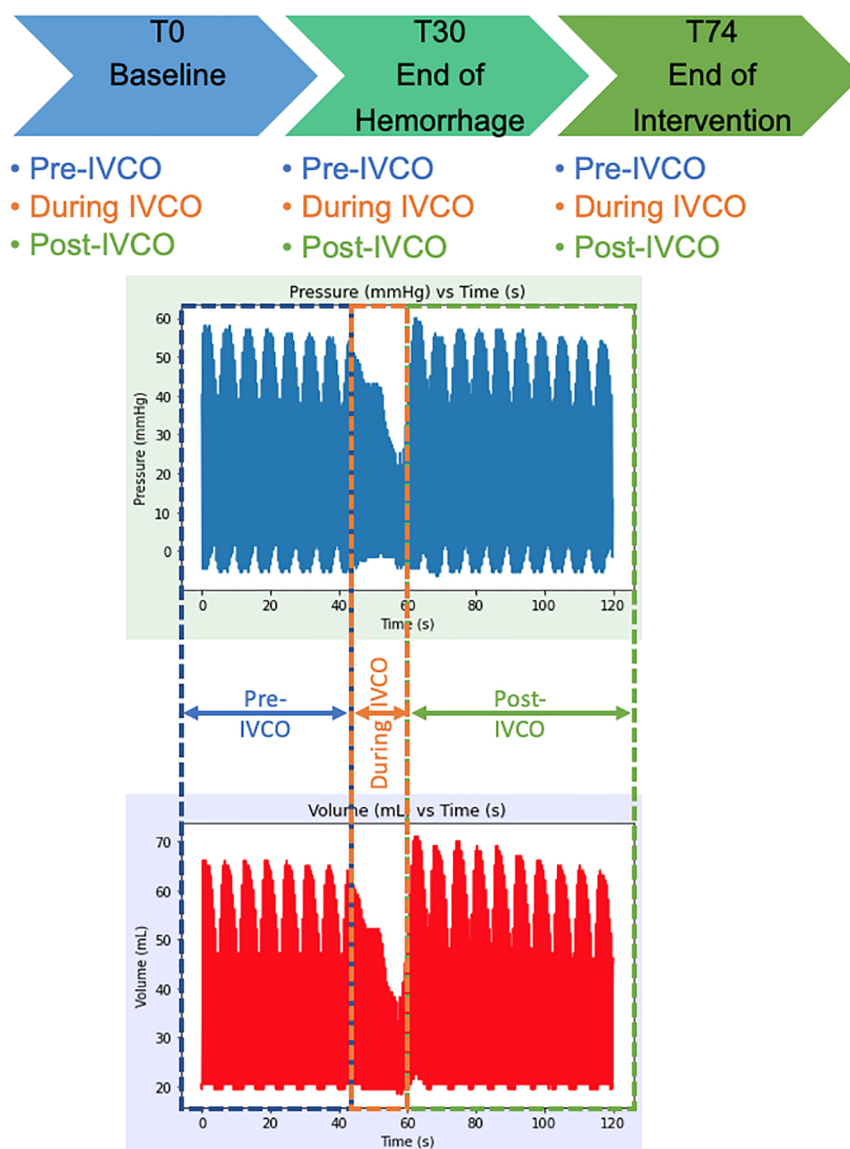 T0
Baseline
T30
End of
Hemorrhage
T74
End of
Intervention
• Pre-IVCO
• During IVCO
• Post-IVCO
• Pre-IVCO
• During IVCO
• Post-IVCO
• Pre-IVCO
• During IVCO
• Post-IVCO
Pressure (mmHg) vs Time (s)
Pressure (mmHg)
60
50
40
30
20
10
0
0 20 40 60 80 100 120
Time (s)
Pre-
IVCO
During IVCO
Post-
IVCO
Volume (mL) vs Time (s)
Volume (mL)
70
60
50
40
30
20
0 20 40 60 80 100 120
Time (s)